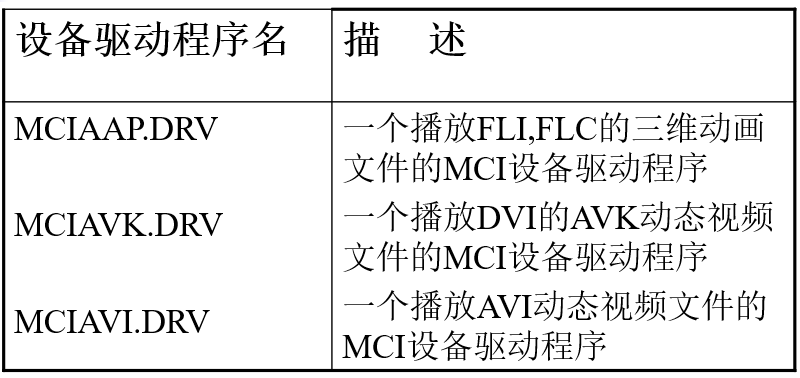 设备驱动程序名
描 述
MCIAAP.DRV
一个播放FLI,FLC的三维动画
文件的MCI设备驱动程序
MCIAVK.DRV
一个播放DVI的AVK动态视频
文件的MCI设备驱动程序
MCIAVI.DRV
一个播放AVI动态视频文件的
MCI设备驱动程序